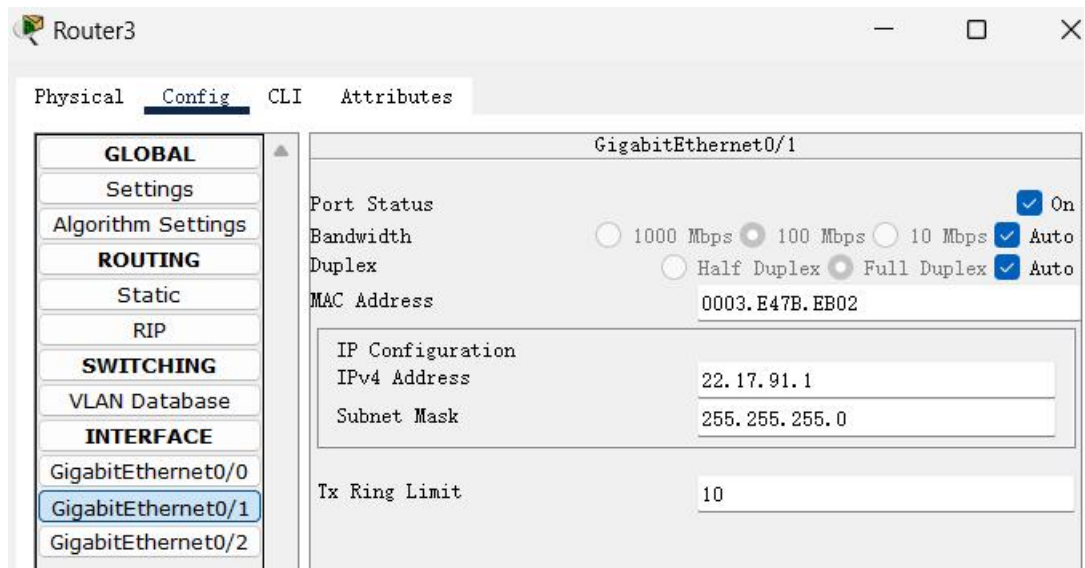 Router3
Physical Config CLI Attributes
GLOBAL
Settings
Algorithm Settings
ROUTING
Static
RIP
SWITCHING
VLAN Database
INTERFACE
GigabitEthernet0/0
GigabitEthernet0/1
GigabitEthernet0/2
GigabitEthernet0/1
Port Status On
Bandwidth 1000 Mbps 100 Mbps 10 Mbps Auto
Duplex Half Duplex Full Duplex Auto
MAC Address 0003.E47B.EB02
IP Configuration
IPv4 Address 22.17.91.1
Subnet Mask 255.255.255.0
Tx Ring Limit 10